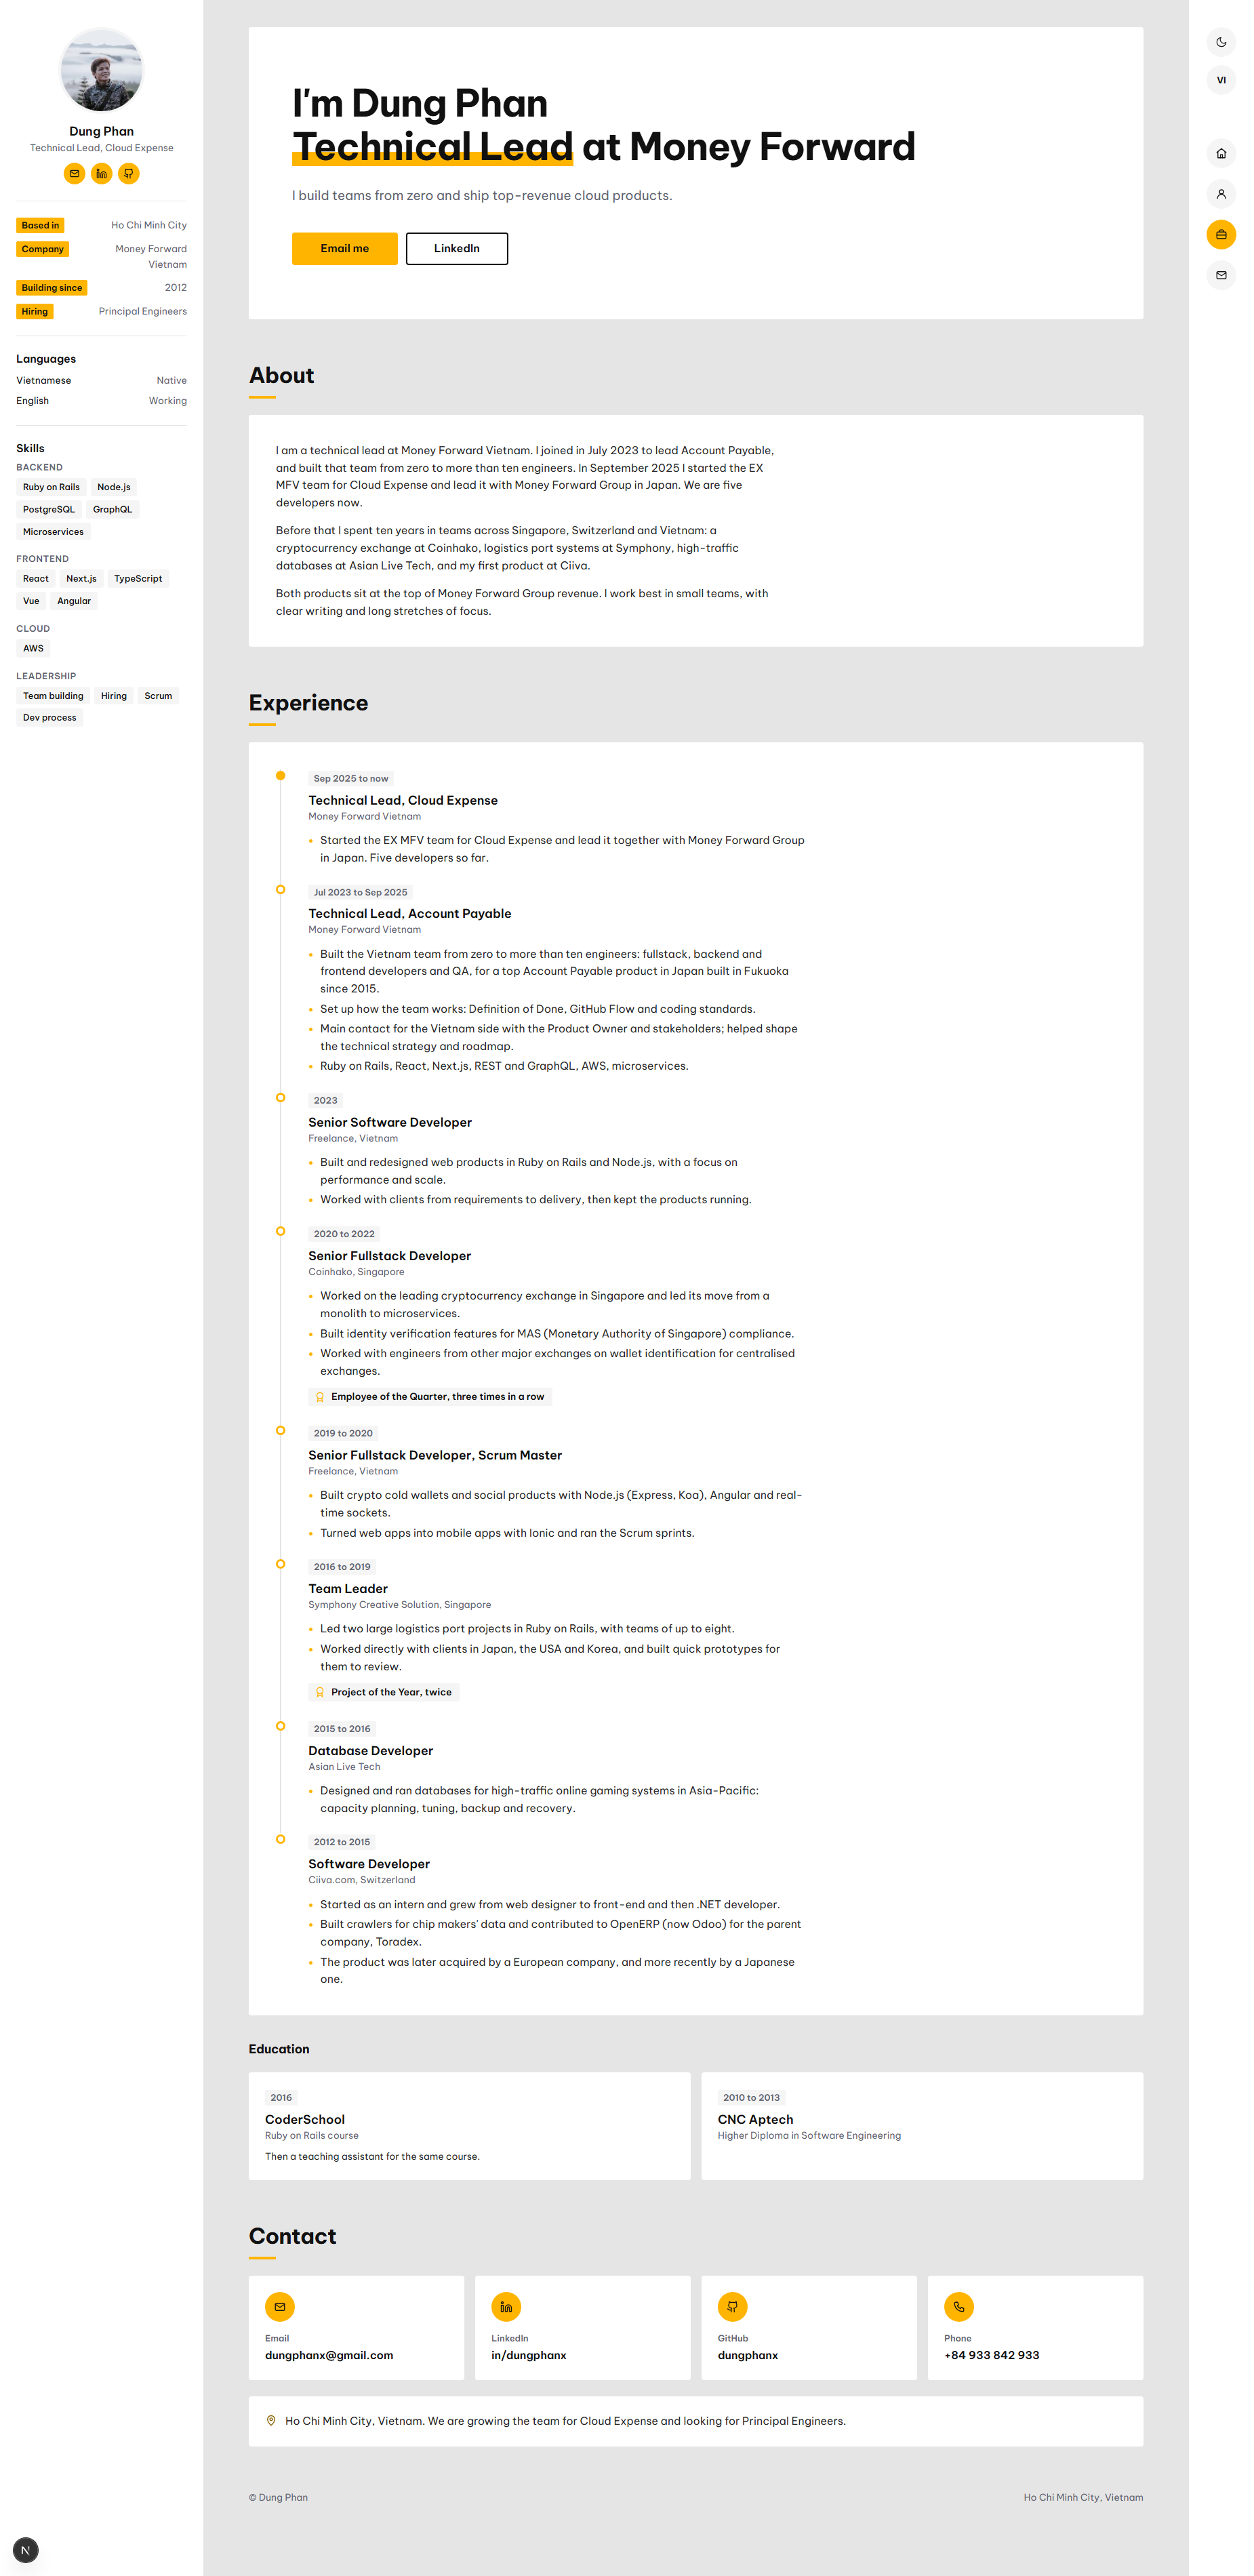 Dung Phan
Technical Lead, Cloud Expense
Based in Ho Chi Minh City
Company Money Forward
Vietnam
Building since 2012
Hiring Principal Engineers
Languages
Vietnamese Native
English Working
Skills
BACKEND
Ruby on Rails Node.js
PostgreSQL GraphQL
Microservices
FRONTEND
React Next.js TypeScript
Vue Angular
CLOUD
AWS
LEADERSHIP
Team building Hiring Scrum
Dev process
N
I'm Dung Phan
Technical Lead at Money Forward
I build teams from zero and ship top-revenue cloud products.
Email me LinkedIn
About
I am a technical lead at Money Forward Vietnam. I joined in July 2023 to lead Account Payable,
and built that team from zero to more than ten engineers. In September 2025 I started the EX
MFV team for Cloud Expense and lead it with Money Forward Group in Japan. We are five
developers now.
Before that I spent ten years in teams across Singapore, Switzerland and Vietnam: a
cryptocurrency exchange at Coinhako, logistics port systems at Symphony, high-traffic
databases at Asian Live Tech, and my first product at Ciiva.
Both products sit at the top of Money Forward Group revenue. I work best in small teams, with
clear writing and long stretches of focus.
Experience
Sep 2025 to now
Technical Lead, Cloud Expense
Money Forward Vietnam
Started the EX MFV team for Cloud Expense and lead it together with Money Forward Group
in Japan. Five developers so far.
Jul 2023 to Sep 2025
Technical Lead, Account Payable
Money Forward Vietnam
Built the Vietnam team from zero to more than ten engineers: fullstack, backend and
frontend developers and QA, for a top Account Payable product in Japan built in Fukuoka
since 2015.
Set up how the team works: Definition of Done, GitHub Flow and coding standards.
Main contact for the Vietnam side with the Product Owner and stakeholders; helped shape
the technical strategy and roadmap.
Ruby on Rails, React, Next.js, REST and GraphQL, AWS, microservices.
2023
Senior Software Developer
Freelance, Vietnam
Built and redesigned web products in Ruby on Rails and Node.js, with a focus on
performance and scale.
Worked with clients from requirements to delivery, then kept the products running.
2020 to 2022
Senior Fullstack Developer
Coinhako, Singapore
Worked on the leading cryptocurrency exchange in Singapore and led its move from a
monolith to microservices.
Built identity verification features for MAS (Monetary Authority of Singapore) compliance.
Worked with engineers from other major exchanges on wallet identification for centralised
exchanges.
Employee of the Quarter, three times in a row
2019 to 2020
Senior Fullstack Developer, Scrum Master
Freelance, Vietnam
Built crypto cold wallets and social products with Node.js (Express, Koa), Angular and real-
time sockets.
Turned web apps into mobile apps with Ionic and ran the Scrum sprints.
2016 to 2019
Team Leader
Symphony Creative Solution, Singapore
Led two large logistics port projects in Ruby on Rails, with teams of up to eight.
Worked directly with clients in Japan, the USA and Korea, and built quick prototypes for
them to review.
Project of the Year, twice
2015 to 2016
Database Developer
Asian Live Tech
Designed and ran databases for high-traffic online gaming systems in Asia-Pacific:
capacity planning, tuning, backup and recovery.
2012 to 2015
Software Developer
Ciiva.com, Switzerland
Started as an intern and grew from web designer to front-end and then .NET developer.
Built crawlers for chip makers' data and contributed to OpenERP (now Odoo) for the parent
company, Toradex.
The product was later acquired by a European company, and more recently by a Japanese
one.
Education
2016
CoderSchool
Ruby on Rails course
Then a teaching assistant for the same course.
2010 to 2013
CNC Aptech
Higher Diploma in Software Engineering
Contact
Email
dungphanx@gmail.com
LinkedIn
in/dungphanx
GitHub
dungphanx
Phone
+84 933 842 933
Ho Chi Minh City, Vietnam. We are growing the team for Cloud Expense and looking for Principal Engineers.
© Dung Phan Ho Chi Minh City, Vietnam
VI